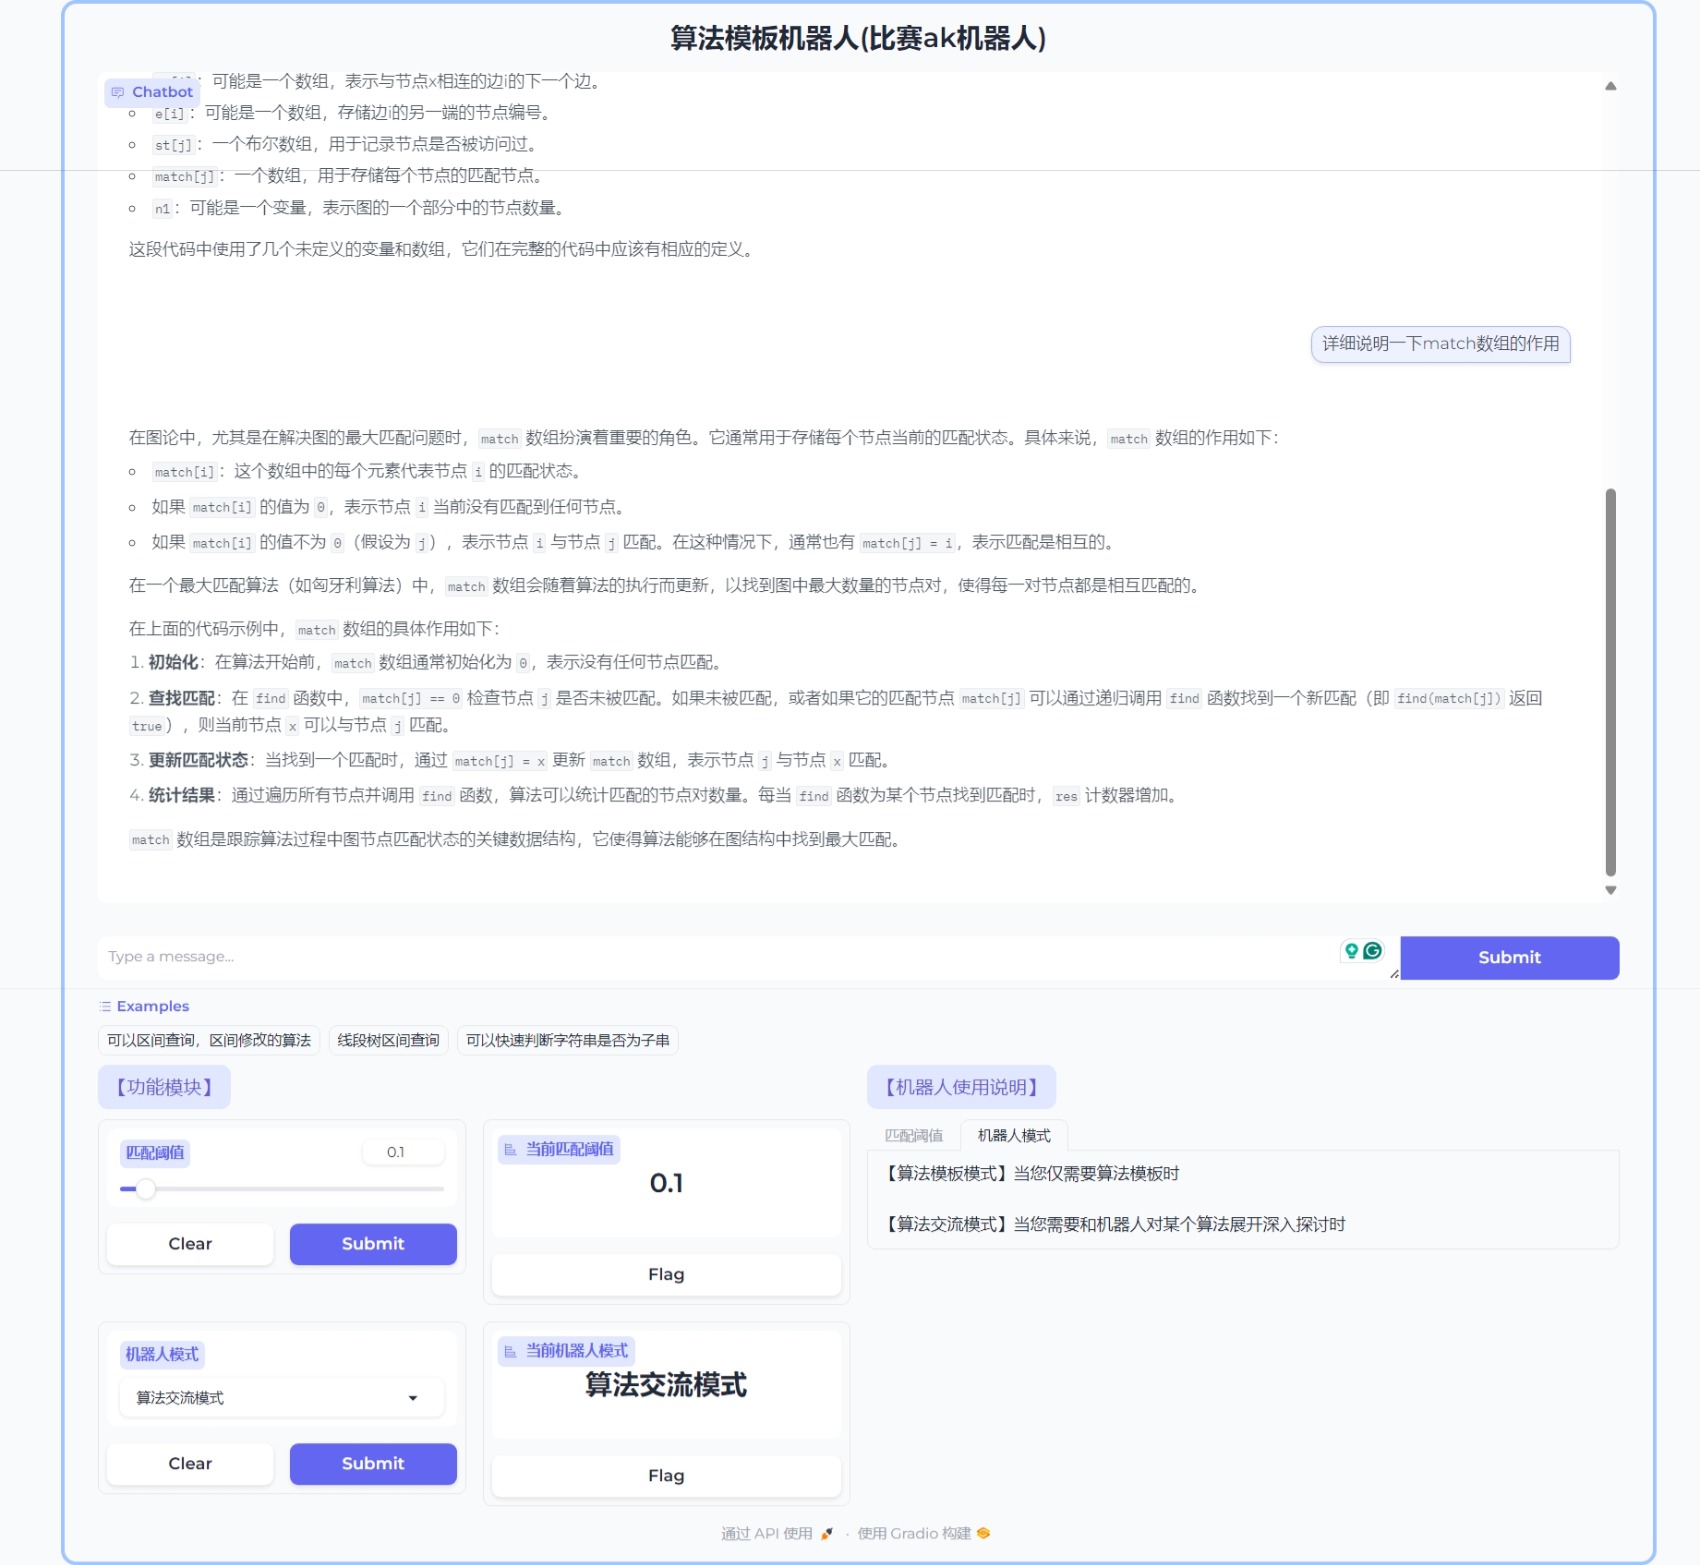 算法模板机器人(比赛ak机器人)
Chatbot
：可能是一个数组，表示与节点x相连的边i的下一个边。
e[i]：可能是一个数组，存储边i的另一端的节点编号。
st[j]：一个布尔数组，用于记录节点是否被访问过。
match[j]：一个数组，用于存储每个节点的匹配节点。
n1：可能是一个变量，表示图的一个部分中的节点数量。
这段代码中使用了几个未定义的变量和数组，它们在完整的代码中应该有相应的定义。
详细说明一下match数组的作用
在图论中，尤其是在解决图的最大匹配问题时，match 数组扮演着重要的角色。它通常用于存储每个节点当前的匹配状态。具体来说，match 数组的作用如下：
match[i]：这个数组中的每个元素代表节点 i 的匹配状态。
如果 match[i] 的值为 0，表示节点 i 当前没有匹配到任何节点。
如果 match[i] 的值不为 0（假设为 j），表示节点 i 与节点 j 匹配。在这种情况下，通常也有 match[j] = i，表示匹配是相互的。
在一个最大匹配算法（如匈牙利算法）中，match 数组会随着算法的执行而更新，以找到图中最大数量的节点对，使得每一对节点都是相互匹配的。
在上面的代码示例中，match 数组的具体作用如下：
1. 初始化：在算法开始前，match 数组通常初始化为 0，表示没有任何节点匹配。
2. 查找匹配：在 find 函数中，match[j] == 0 检查节点 j 是否未被匹配。如果未被匹配，或者如果它的匹配节点 match[j] 可以通过递归调用 find 函数找到一个新匹配（即 find(match[j]) 返回
true），则当前节点 x 可以与节点 j 匹配。
3. 更新匹配状态：当找到一个匹配时，通过 match[j] = x 更新 match 数组，表示节点 j 与节点 x 匹配。
4. 统计结果：通过遍历所有节点并调用 find 函数，算法可以统计匹配的节点对数量。每当 find 函数为某个节点找到匹配时，res 计数器增加。
match 数组是跟踪算法过程中图节点匹配状态的关键数据结构，它使得算法能够在图结构中找到最大匹配。
Type a message...
Submit
Examples
可以区间查询，区间修改的算法
线段树区间查询
可以快速判断字符串是否为子串
【功能模块】
匹配阈值
0.1
Clear
Submit
当前匹配阈值
0.1
Flag
机器人模式
算法交流模式
Clear
Submit
当前机器人模式
算法交流模式
Flag
【机器人使用说明】
匹配阈值
机器人模式
【算法模板模式】当您仅需要算法模板时
【算法交流模式】当您需要和机器人对某个算法展开深入探讨时
通过 API 使用 · 使用 Gradio 构建